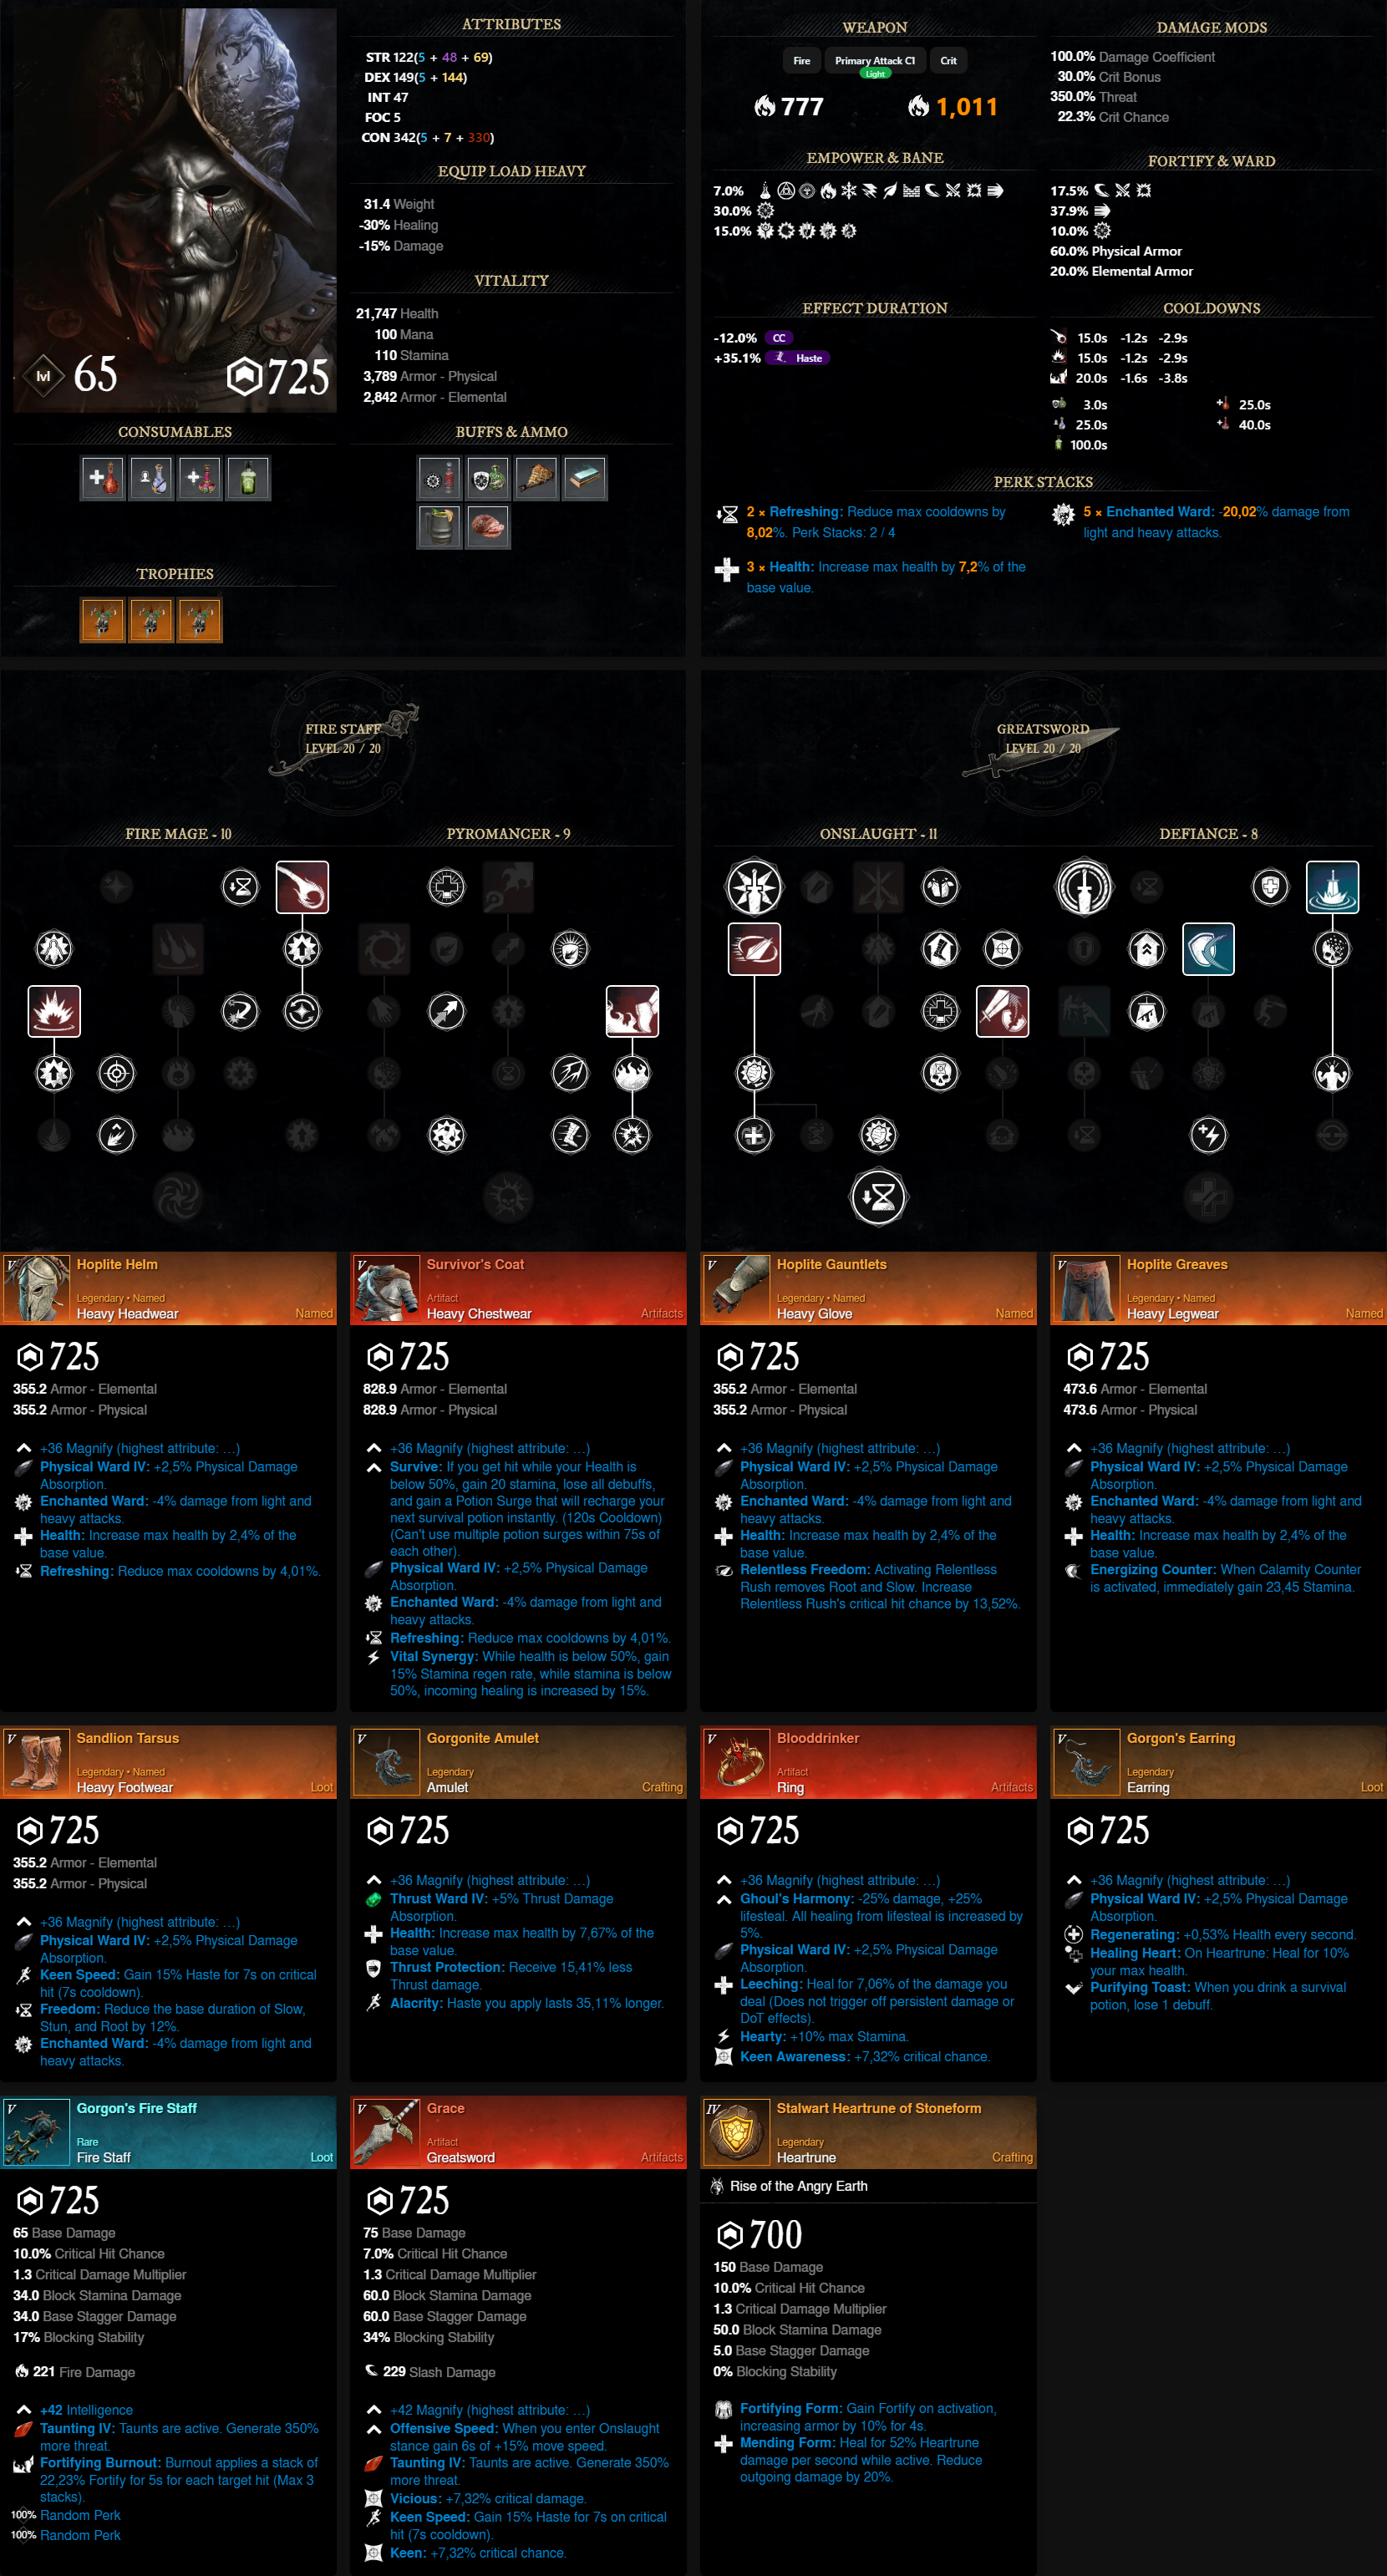 ATTRIBUTES
STR 122(5 + 48 + 69)
DEX 149(5 + 144)
INT 47
FOC 5
CON 342(5 + 7 + 330)
EQUIP LOAD HEAVY
31.4 Weight
-30% Healing
-15% Damage
VITALITY
21,747 Health
100 Mana
110 Stamina
3,789 Armor - Physical
2,842 Armor - Elemental
lvl 65
725
CONSUMABLES
BUFFS & AMMO
TROPHIES
WEAPON
Fire
Primary Attack C1
Light
Crit
777
1,011
DAMAGE MODS
100.0% Damage Coefficient
30.0% Crit Bonus
350.0% Threat
22.3% Crit Chance
EMPOWER & BANE
7.0%
30.0%
15.0%
FORTIFY & WARD
17.5%
37.9%
10.0%
60.0% Physical Armor
20.0% Elemental Armor
EFFECT DURATION
-12.0% CC
+35.1% Haste
COOLDOWNS
15.0s -1.2s -2.9s
15.0s -1.2s -2.9s
20.0s -1.6s -3.8s
3.0s 25.0s
25.0s 40.0s
100.0s
PERK STACKS
2 × Refreshing: Reduce max cooldowns by
8,02%. Perk Stacks: 2 / 4
3 × Health: Increase max health by 7,2% of the
base value.
5 × Enchanted Ward: -20,02% damage from
light and heavy attacks.
FIRE STAFF
LEVEL 20 / 20
FIRE MAGE - 10
PYROMANCER - 9
GREATSWORD
LEVEL 20 / 20
ONSLAUGHT - 11
DEFIANCE - 8
V
Hoplite Helm
Legendary • Named
Heavy Headwear
Named
725
355.2 Armor - Elemental
355.2 Armor - Physical
+36 Magnify (highest attribute: …)
Physical Ward IV: +2,5% Physical Damage
Absorption.
Enchanted Ward: -4% damage from light and
heavy attacks.
Health: Increase max health by 2,4% of the
base value.
Refreshing: Reduce max cooldowns by 4,01%.
V
Survivor's Coat
Artifact
Heavy Chestwear
Artifacts
725
828.9 Armor - Elemental
828.9 Armor - Physical
+36 Magnify (highest attribute: …)
Survive: If you get hit while your Health is
below 50%, gain 20 stamina, lose all debuffs,
and gain a Potion Surge that will recharge your
next survival potion instantly. (120s Cooldown)
(Can't use multiple potion surges within 75s of
each other).
Physical Ward IV: +2,5% Physical Damage
Absorption.
Enchanted Ward: -4% damage from light and
heavy attacks.
Refreshing: Reduce max cooldowns by 4,01%.
Vital Synergy: While health is below 50%, gain
15% Stamina regen rate, while stamina is below
50%, incoming healing is increased by 15%.
V
Hoplite Gauntlets
Legendary • Named
Heavy Glove
Named
725
355.2 Armor - Elemental
355.2 Armor - Physical
+36 Magnify (highest attribute: …)
Physical Ward IV: +2,5% Physical Damage
Absorption.
Enchanted Ward: -4% damage from light and
heavy attacks.
Health: Increase max health by 2,4% of the
base value.
Relentless Freedom: Activating Relentless
Rush removes Root and Slow. Increase
Relentless Rush's critical hit chance by 13,52%.
V
Hoplite Greaves
Legendary • Named
Heavy Legwear
Named
725
473.6 Armor - Elemental
473.6 Armor - Physical
+36 Magnify (highest attribute: …)
Physical Ward IV: +2,5% Physical Damage
Absorption.
Enchanted Ward: -4% damage from light and
heavy attacks.
Health: Increase max health by 2,4% of the
base value.
Energizing Counter: When Calamity Counter
is activated, immediately gain 23,45 Stamina.
V
Sandlion Tarsus
Legendary • Named
Heavy Footwear
Loot
725
355.2 Armor - Elemental
355.2 Armor - Physical
+36 Magnify (highest attribute: …)
Physical Ward IV: +2,5% Physical Damage
Absorption.
Keen Speed: Gain 15% Haste for 7s on critical
hit (7s cooldown).
Freedom: Reduce the base duration of Slow,
Stun, and Root by 12%.
Enchanted Ward: -4% damage from light and
heavy attacks.
V
Gorgonite Amulet
Legendary
Amulet
Crafting
725
+36 Magnify (highest attribute: …)
Thrust Ward IV: +5% Thrust Damage
Absorption.
Health: Increase max health by 7,67% of the
base value.
Thrust Protection: Receive 15,41% less
Thrust damage.
Alacrity: Haste you apply lasts 35,11% longer.
V
Blooddrinker
Artifact
Ring
Artifacts
725
+36 Magnify (highest attribute: …)
Ghoul's Harmony: -25% damage, +25%
lifesteal. All healing from lifesteal is increased by
5%.
Physical Ward IV: +2,5% Physical Damage
Absorption.
Leeching: Heal for 7,06% of the damage you
deal (Does not trigger off persistent damage or
DoT effects).
Hearty: +10% max Stamina.
Keen Awareness: +7,32% critical chance.
V
Gorgon's Earring
Legendary
Earring
Loot
725
+36 Magnify (highest attribute: …)
Physical Ward IV: +2,5% Physical Damage
Absorption.
Regenerating: +0,53% Health every second.
Healing Heart: On Heartrune: Heal for 10%
your max health.
Purifying Toast: When you drink a survival
potion, lose 1 debuff.
V
Gorgon's Fire Staff
Rare
Fire Staff
Loot
725
65 Base Damage
10.0% Critical Hit Chance
1.3 Critical Damage Multiplier
34.0 Block Stamina Damage
34.0 Base Stagger Damage
17% Blocking Stability
221 Fire Damage
+42 Intelligence
Taunting IV: Taunts are active. Generate 350%
more threat.
Fortifying Burnout: Burnout applies a stack of
22,23% Fortify for 5s for each target hit (Max 3
stacks).
100% Random Perk
100% Random Perk
V
Grace
Artifact
Greatsword
Artifacts
725
75 Base Damage
7.0% Critical Hit Chance
1.3 Critical Damage Multiplier
60.0 Block Stamina Damage
60.0 Base Stagger Damage
34% Blocking Stability
229 Slash Damage
+42 Magnify (highest attribute: …)
Offensive Speed: When you enter Onslaught
stance gain 6s of +15% move speed.
Taunting IV: Taunts are active. Generate 350%
more threat.
Vicious: +7,32% critical damage.
Keen Speed: Gain 15% Haste for 7s on critical
hit (7s cooldown).
Keen: +7,32% critical chance.
IV
Stalwart Heartrune of Stoneform
Legendary
Heartrune
Crafting
Rise of the Angry Earth
700
150 Base Damage
10.0% Critical Hit Chance
1.3 Critical Damage Multiplier
50.0 Block Stamina Damage
5.0 Base Stagger Damage
0% Blocking Stability
Fortifying Form: Gain Fortify on activation,
increasing armor by 10% for 4s.
Mending Form: Heal for 52% Heartrune
damage per second while active. Reduce
outgoing damage by 20%.